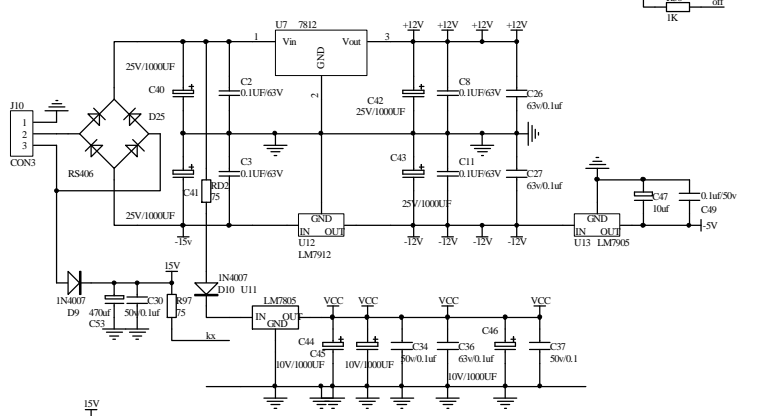 off
1K
U7 7812
+12V +12V +12V +12V
1 Vin Vout 3
GND
2
25V/1000UF
C40
C2
0.1UF/63V
C42
25V/1000UF
C8
0.1UF/63V
C26
63v/0.1uf
J10
1
2
3
CON3
D25
RS406
C41
RD2
75
C3
0.1UF/63V
C43
25V/1000UF
C11
0.1UF/63V
C27
63v/0.1uf
C47
10uf
0.1uf/50v
C49
25V/1000UF
-15v
GND
IN OUT
U12
LM7912
-12V -12V -12V -12V
GND
IN OUT
U13 LM7905
-5V
15V
1N4007
D9
470uf
C53
C30
50v/0.1uf
R97
75
kx
1N4007
D10 U11
LM7805
IN OUT
GND
VCC VCC VCC VCC
C44
C45
10V/1000UF
10V/1000UF
C34
50v/0.1uf
C36
63v/0.1uf
C46
10V/1000UF
C37
50v/0.1
15V